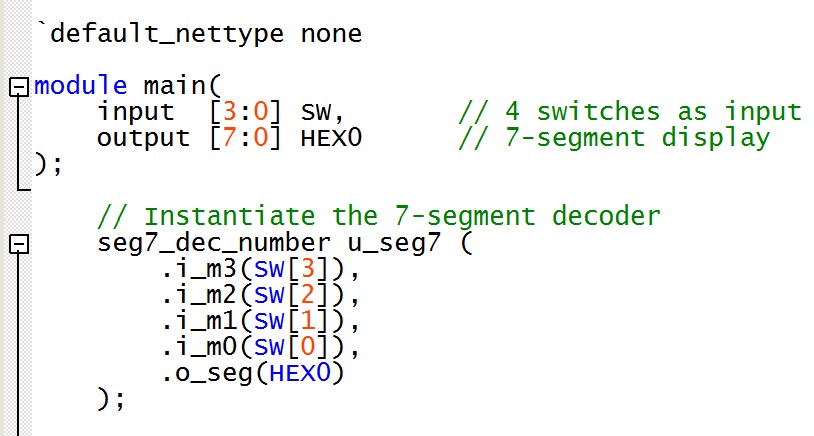 `default_nettype none
module main(
input [3:0] SW, // 4 switches as input
output [7:0] HEX0 // 7-segment display
);
// Instantiate the 7-segment decoder
seg7_dec_number u_seg7 (
.i_m3(SW[3]),
.i_m2(SW[2]),
.i_m1(SW[1]),
.i_m0(SW[0]),
.o_seg(HEX0)
);